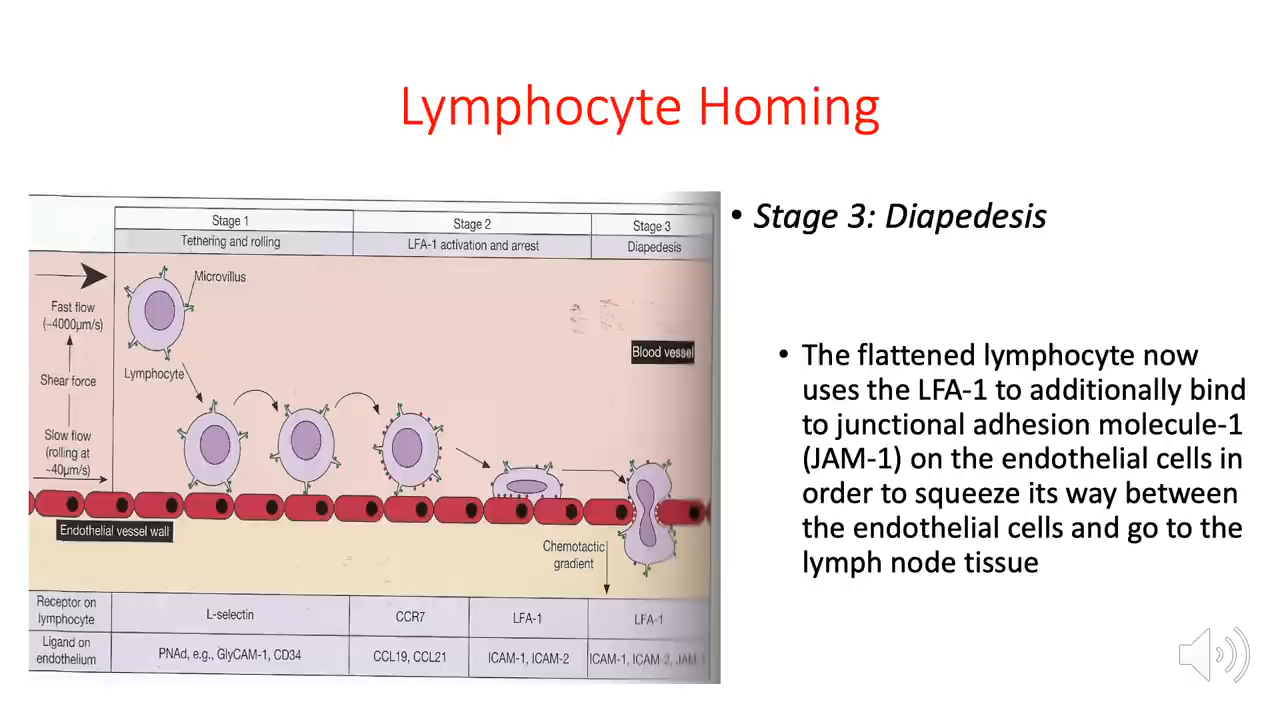 Lymphocyte Homing
Stage 1
Stage 2
Stage 3
Tethering and rolling
LFA-1 activation and arrest
Diapedesis
Microvillus
Fast flow
(~4000µm/s)
Blood vessel
Lymphocyte
Shear force
Slow flow
(rolling at
~40µm/s)
Endothelial vessel wall
Chemotactic
gradient
Receptor on
lymphocyte
L-selectin
CCR7
LFA-1
LFA-1
Ligand on
endothelium
PNAd, e.g., GlyCAM-1, CD34
CCL19, CCL21
ICAM-1, ICAM-2
ICAM-1, ICAM-2, JAM-1
• Stage 3: Diapedesis
• The flattened lymphocyte now
uses the LFA-1 to additionally bind
to junctional adhesion molecule-1
(JAM-1) on the endothelial cells in
order to squeeze its way between
the endothelial cells and go to the
lymph node tissue